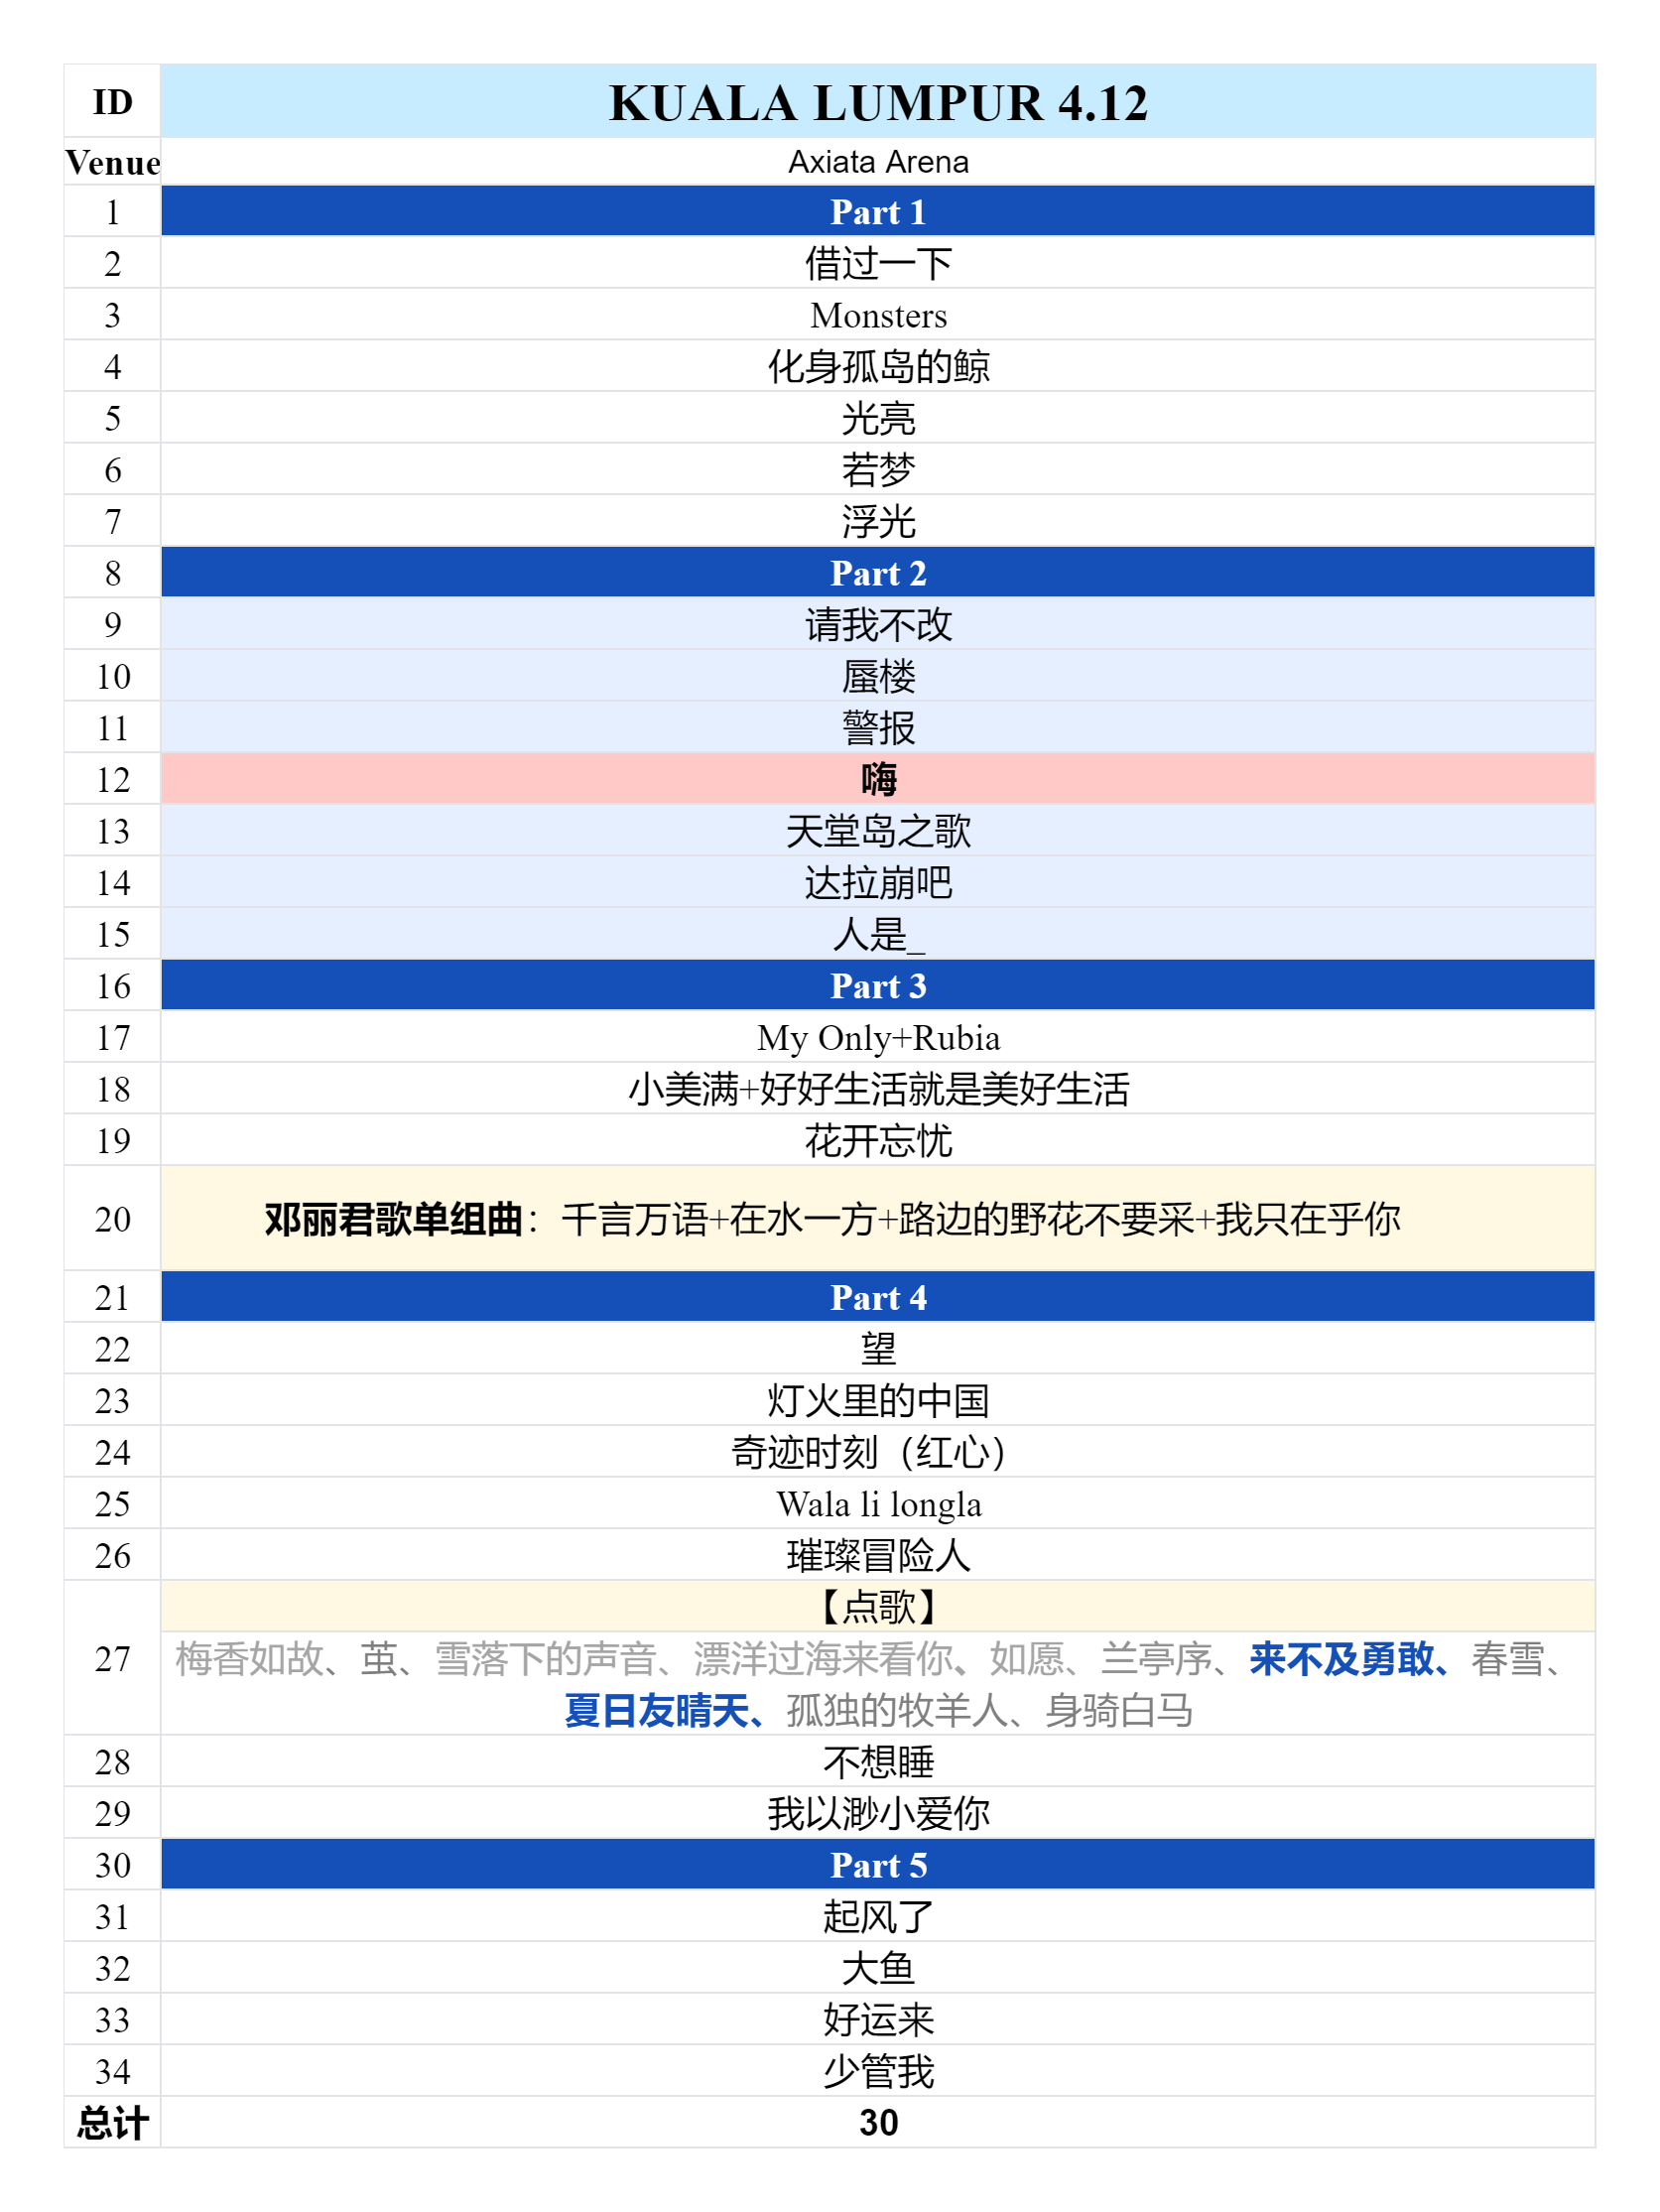 ID KUALA LUMPUR 4.12
Venue Axiata Arena
1 Part 1
2 借过一下
3 Monsters
4 化身孤岛的鲸
5 光亮
6 若梦
7 浮光
8 Part 2
9 请我不改
10 蜃楼
11 警报
12 嗨
13 天堂岛之歌
14 达拉崩吧
15 人是_
16 Part 3
17 My Only+Rubia
18 小美满+好好生活就是美好生活
19 花开忘忧
20 邓丽君歌单组曲：千言万语+在水一方+路边的野花不要采+我只在乎你
21 Part 4
22 望
23 灯火里的中国
24 奇迹时刻（红心）
25 Wala li longla
26 璀璨冒险人
【点歌】
27 梅香如故、茧、雪落下的声音、漂洋过海来看你、如愿、兰亭序、来不及勇敢、春雪、
夏日友晴天、孤独的牧羊人、身骑白马
28 不想睡
29 我以渺小爱你
30 Part 5
31 起风了
32 大鱼
33 好运来
34 少管我
总计 30